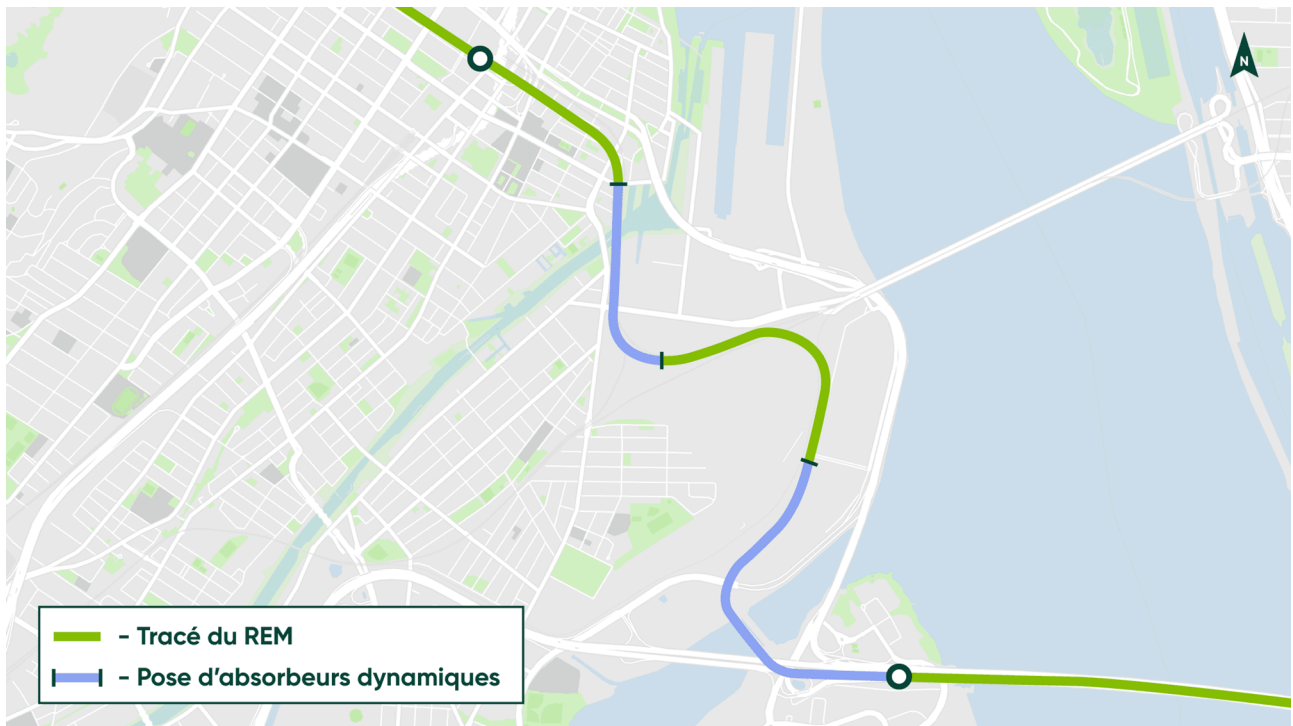 N
– Tracé du REM
– Pose d’absorbeurs dynamiques